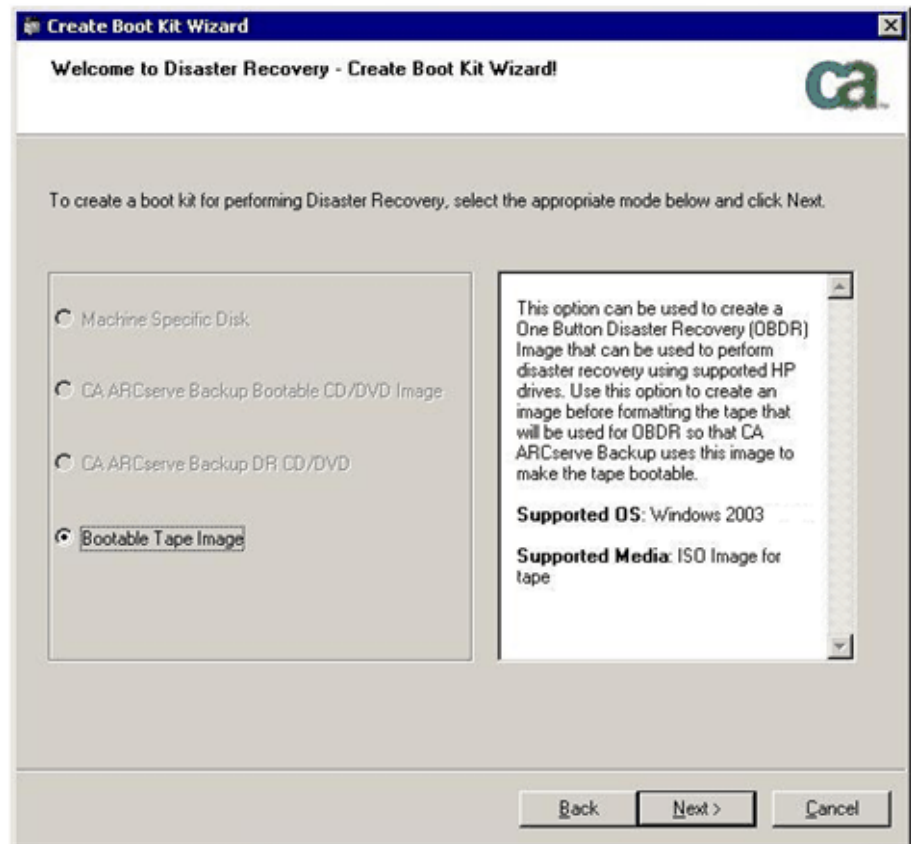 Create Boot Kit Wizard
Welcome to Disaster Recovery - Create Boot Kit Wizard!
ca
To create a boot kit for performing Disaster Recovery, select the appropriate mode below and click Next.
Machine Specific Disk
CA ARCserve Backup Bootable CD/DVD Image
CA ARCserve Backup DR CD/DVD
Bootable Tape Image
This option can be used to create a
One Button Disaster Recovery (OBDR)
Image that can be used to perform
disaster recovery using supported HP
drives. Use this option to create an
image before formatting the tape that
will be used for OBDR so that CA
ARCserve Backup uses this image to
make the tape bootable.
Supported OS: Windows 2003
Supported Media: ISO Image for
tape
Back
Next >
Cancel